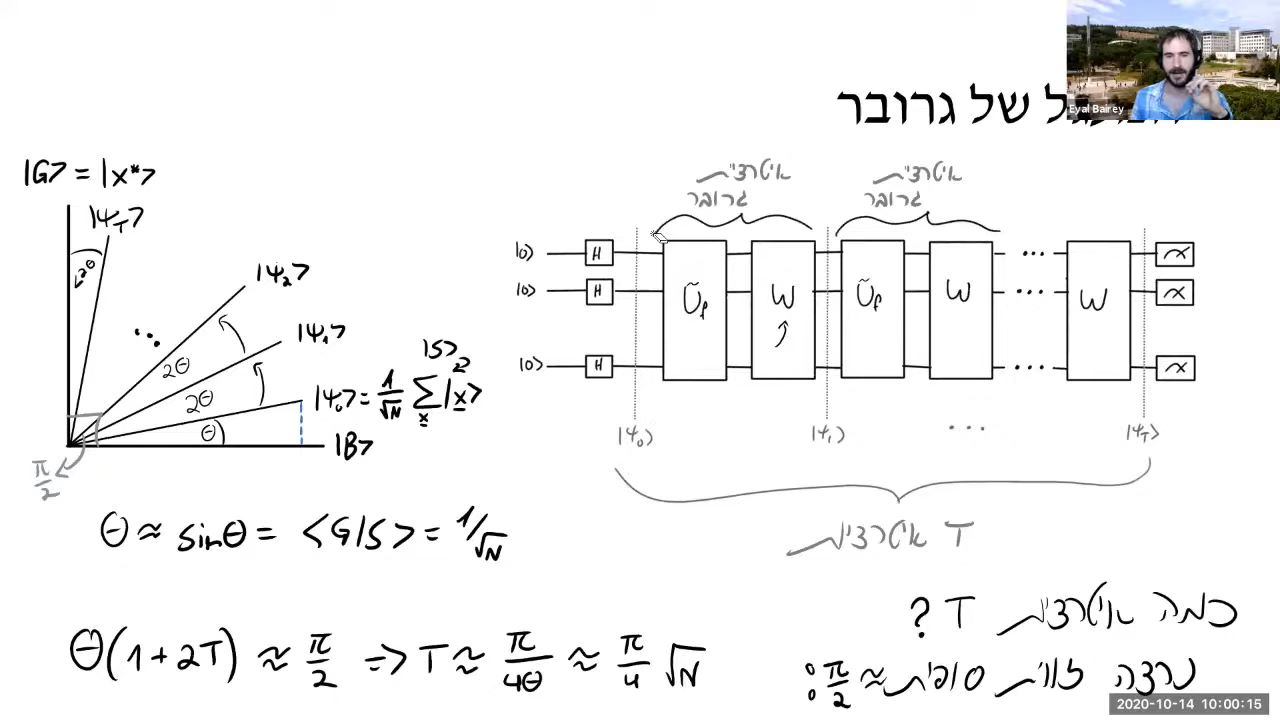 של גרובר
Eyal Bairey
|G> = |x*>
|ψ_T>
2θ
|ψ_2>
|ψ_1>
|S>
|ψ_0> = 1/√N Σ_x |x>
2θ
2θ
θ
|B>
π/2
איטרציית גרובר
איטרציית גרובר
|0>
H
|0>
H
|0>
H
Ũ_f
W
Ũ_f
W
...
W
|ψ_0>
|ψ_1>
...
|ψ_T>
T איטרציות
θ ≈ sinθ = <G|S> = 1/√N
כמה איטרציות T ?
θ(1+2T) ≈ π/2 => T ≈ π/4θ ≈ π/4 √N
נרצה זווית סופית ≈ π/2 :
2020-10-14 10:00:15